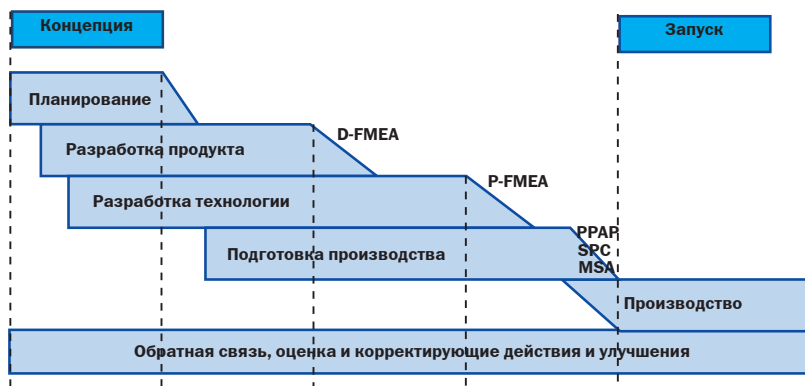 Концепция
Запуск
Планирование
D-FMEA
Разработка продукта
P-FMEA
Разработка технологии
PPAP
SPC
MSA
Подготовка производства
Производство
Обратная связь, оценка и корректирующие действия и улучшения